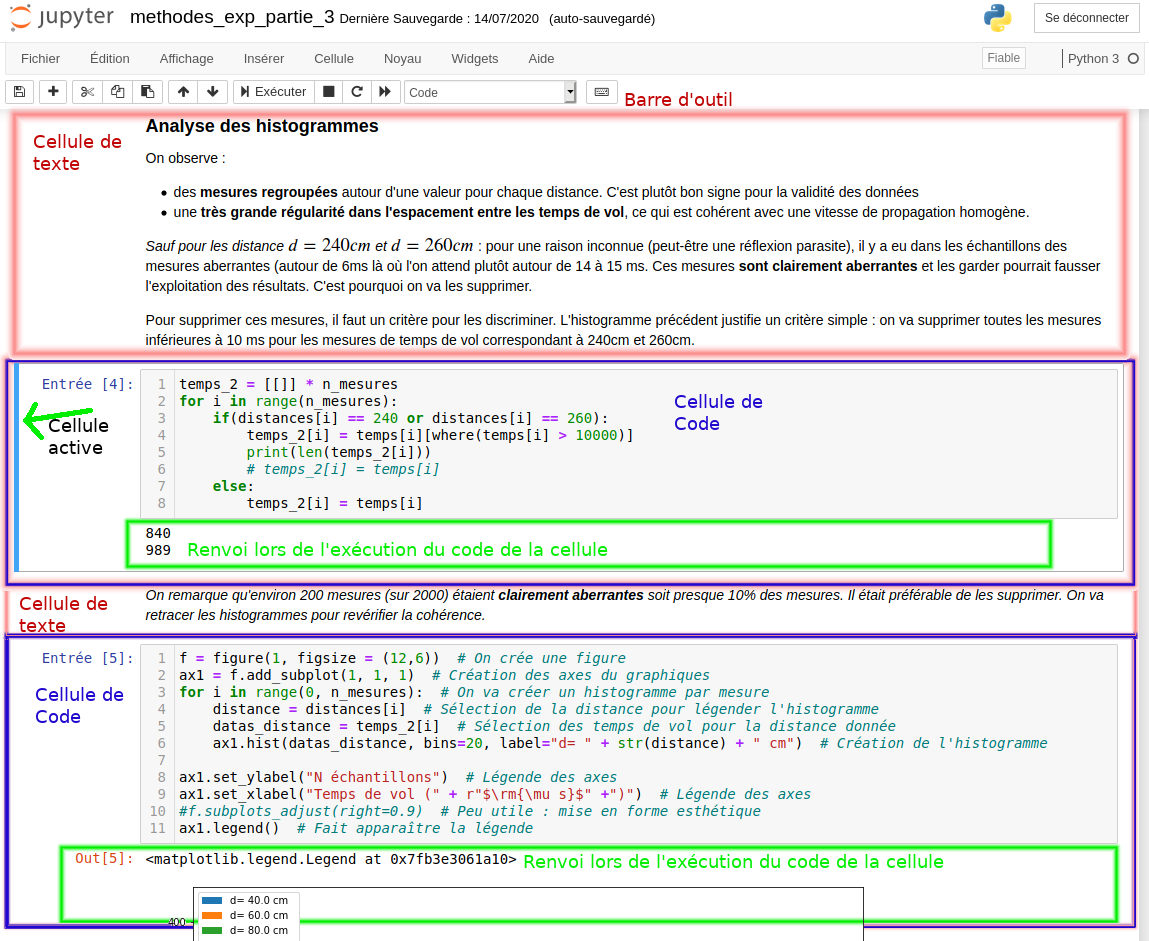 jupyter methodes_exp_partie_3 Dernière Sauvegarde : 14/07/2020 (auto-sauvegardé) Se déconnecter
Fichier Édition Affichage Insérer Cellule Noyau Widgets Aide Fiable Python 3
Exécuter Code Barre d'outil
Cellule de
texte
Analyse des histogrammes
On observe :
• des mesures regroupées autour d'une valeur pour chaque distance. C'est plutôt bon signe pour la validité des données
• une très grande régularité dans l'espacement entre les temps de vol, ce qui est cohérent avec une vitesse de propagation homogène.
Sauf pour les distance d = 240cm et d = 260cm : pour une raison inconnue (peut-être une réflexion parasite), il y a eu dans les échantillons des
mesures aberrantes (autour de 6ms là où l'on attend plutôt autour de 14 à 15 ms. Ces mesures sont clairement aberrantes et les garder pourrait fausser
l'exploitation des résultats. C'est pourquoi on va les supprimer.
Pour supprimer ces mesures, il faut un critère pour les discriminer. L'histogramme précédent justifie un critère simple : on va supprimer toutes les mesures
inférieures à 10 ms pour les mesures de temps de vol correspondant à 240cm et 260cm.
Entrée [4]:
Cellule
active
Cellule de
Code
1 temps_2 = [[]] * n_mesures
2 for i in range(n_mesures):
3     if(distances[i] == 240 or distances[i] == 260):
4         temps_2[i] = temps[i][where(temps[i] > 10000)]
5         print(len(temps_2[i]))
6         # temps_2[i] = temps[i]
7     else:
8         temps_2[i] = temps[i]
840
989 Renvoi lors de l'exécution du code de la cellule
Cellule de
texte
On remarque qu'environ 200 mesures (sur 2000) étaient clairement aberrantes soit presque 10% des mesures. Il était préférable de les supprimer. On va
retracer les histogrammes pour revérifier la cohérence.
Entrée [5]:
Cellule de
Code
1 f = figure(1, figsize = (12,6))  # On crée une figure
2 ax1 = f.add_subplot(1, 1, 1)  # Création des axes du graphiques
3 for i in range(0, n_mesures):  # On va créer un histogramme par mesure
4     distance = distances[i]  # Sélection de la distance pour légender l'histogramme
5     datas_distance = temps_2[i]  # Sélection des temps de vol pour la distance donnée
6     ax1.hist(datas_distance, bins=20, label="d= " + str(distance) + " cm")  # Création de l'histogramme
7
8 ax1.set_ylabel("N échantillons")  # Légende des axes
9 ax1.set_xlabel("Temps de vol (" + r"$\rm{\mu s}$" +")")  # Légende des axes
10 #f.subplots_adjust(right=0.9)  # Peu utile : mise en forme esthétique
11 ax1.legend()  # Fait apparaître la légende
Out[5]: <matplotlib.legend.Legend at 0x7fb3e3061a10> Renvoi lors de l'exécution du code de la cellule
d= 40.0 cm
400 d= 60.0 cm
d= 80.0 cm